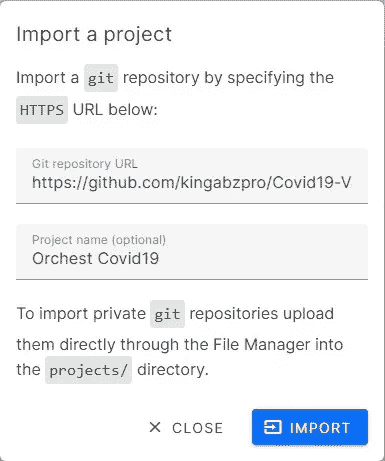 Import a project
Import a git repository by specifying the
HTTPS URL below:
Git repository URL
https://github.com/kingabzpro/Covid19-V
Project name (optional)
Orchest Covid19
To import private git repositories upload
them directly through the File Manager into
the projects/ directory.
CLOSE
IMPORT